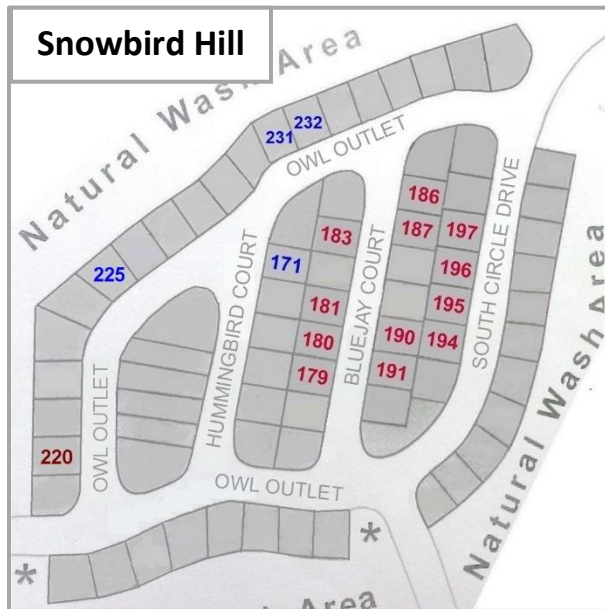 Snowbird Hill
Natural Wash Area
232
231
OWL OUTLET
186
183
187
197
171
196
225
181
195
180
190
194
179
191
220
HUMMINGBIRD COURT
BLUEJAY COURT
SOUTH CIRCLE DRIVE
OWL OUTLET
OWL OUTLET
Natural Wash Area
*
*
Area